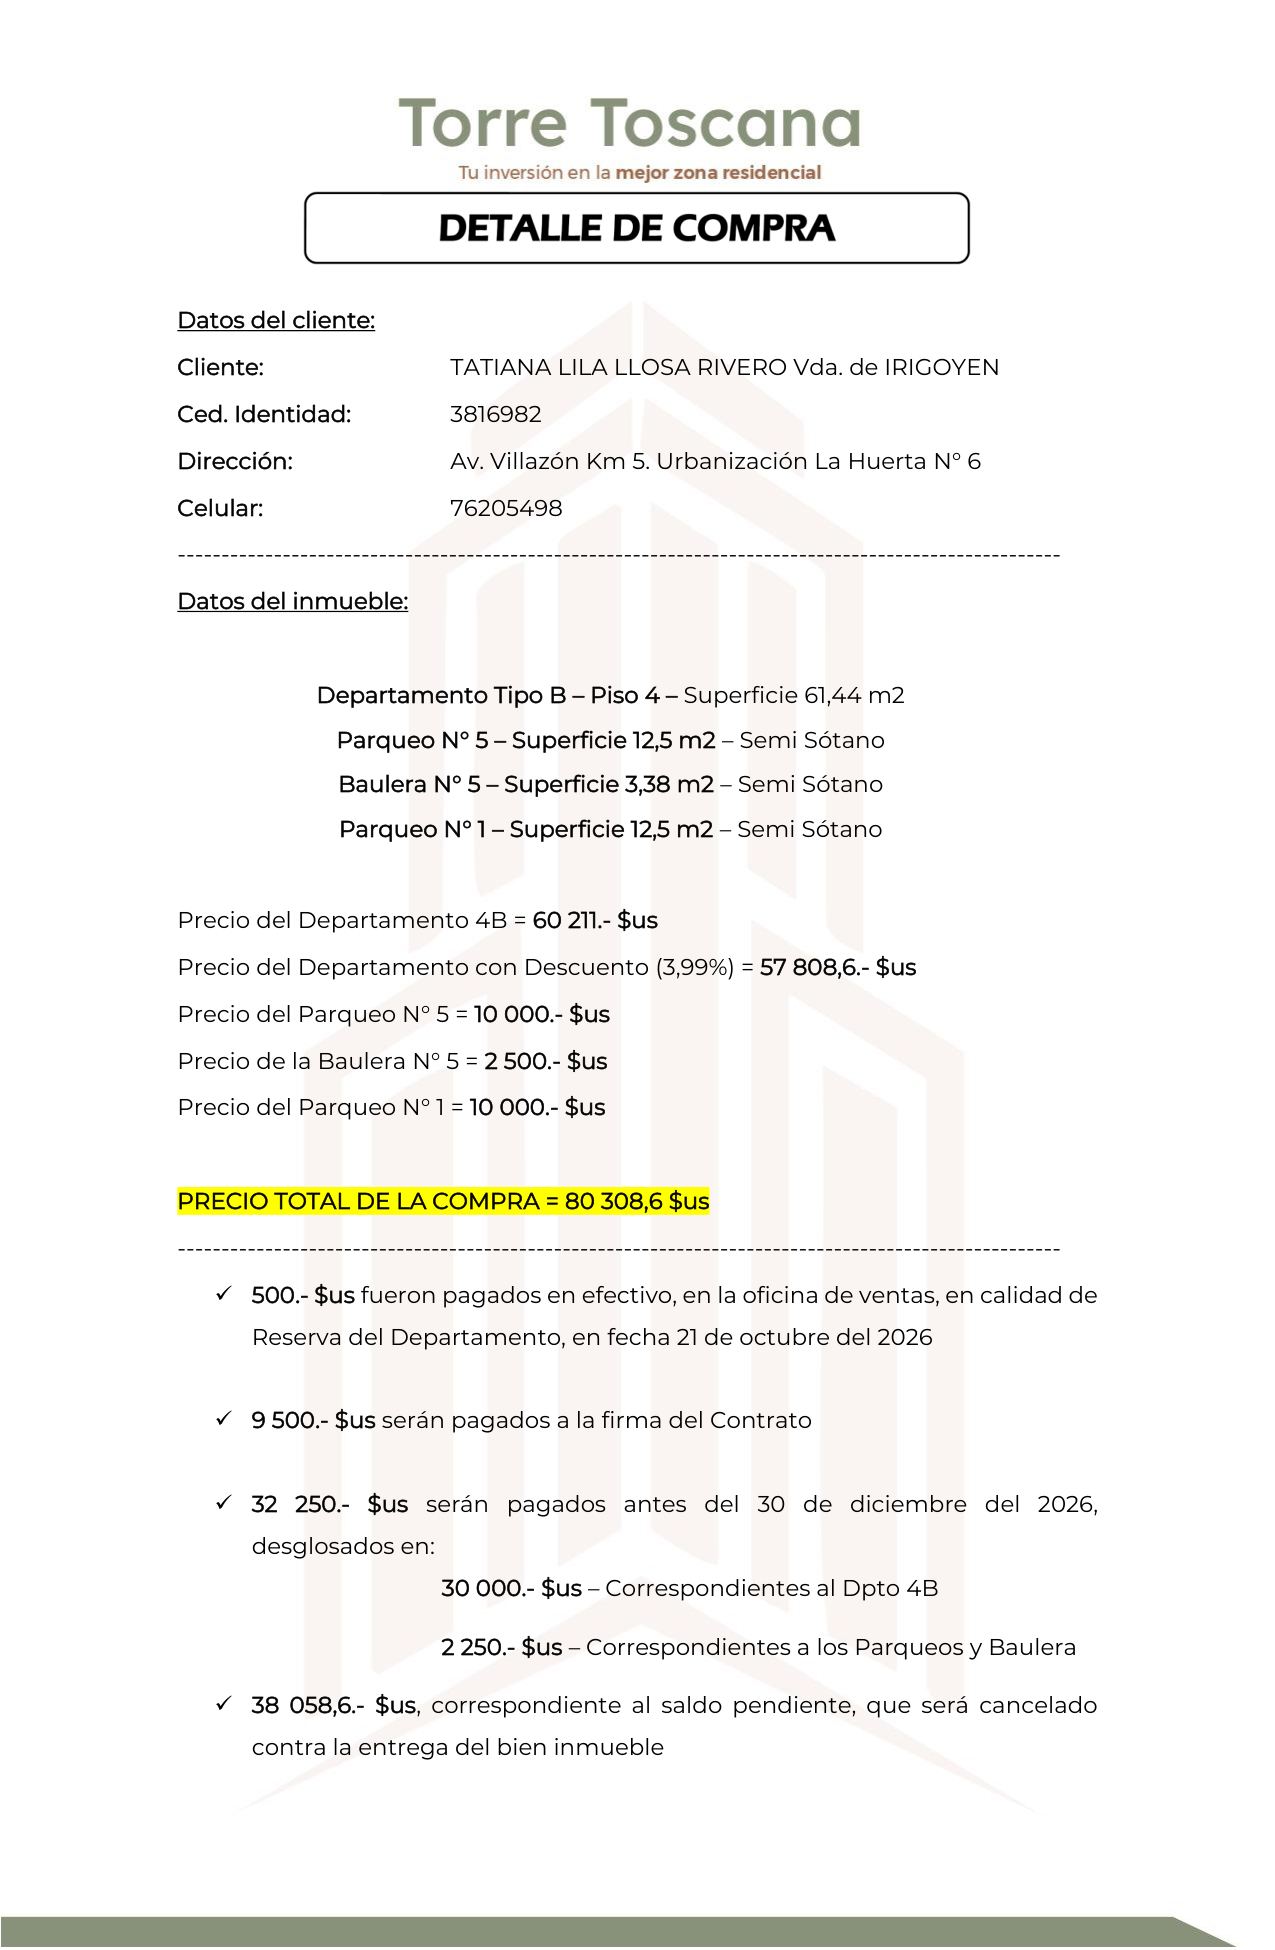 Torre Toscana
Tu inversión en la mejor zona residencial
DETALLE DE COMPRA
Datos del cliente:
Cliente: TATIANA LILA LLOSA RIVERO Vda. de IRIGOYEN
Ced. Identidad: 3816982
Dirección: Av. Villazón Km 5. Urbanización La Huerta N° 6
Celular: 76205498
----------------------------------------------------------------------------------------------------------
Datos del inmueble:
Departamento Tipo B – Piso 4 – Superficie 61,44 m2
Parqueo N° 5 – Superficie 12,5 m2 – Semi Sótano
Baulera N° 5 – Superficie 3,38 m2 – Semi Sótano
Parqueo N° 1 – Superficie 12,5 m2 – Semi Sótano
Precio del Departamento 4B = 60 211.- $us
Precio del Departamento con Descuento (3,99%) = 57 808,6.- $us
Precio del Parqueo N° 5 = 10 000.- $us
Precio de la Baulera N° 5 = 2 500.- $us
Precio del Parqueo N° 1 = 10 000.- $us
PRECIO TOTAL DE LA COMPRA = 80 308,6 $us
----------------------------------------------------------------------------------------------------------
✓ 500.- $us fueron pagados en efectivo, en la oficina de ventas, en calidad de
Reserva del Departamento, en fecha 21 de octubre del 2026
✓ 9 500.- $us serán pagados a la firma del Contrato
✓ 32 250.- $us serán pagados antes del 30 de diciembre del 2026,
desglosados en:
30 000.- $us – Correspondientes al Dpto 4B
2 250.- $us – Correspondientes a los Parqueos y Baulera
✓ 38 058,6.- $us, correspondiente al saldo pendiente, que será cancelado
contra la entrega del bien inmueble